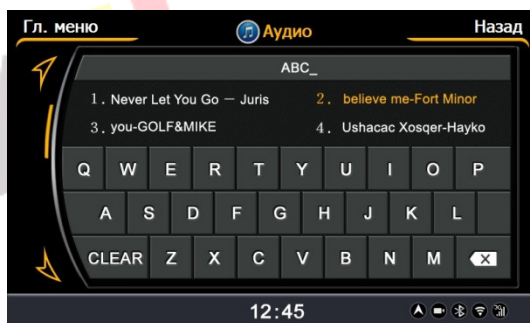 Гл. меню Аудио Назад
ABC_
1. Never Let You Go – Juris 2. believe me-Fort Minor
3. you-GOLF&MIKE 4. Ushacac Xosqer-Hayko
Q W E R T Y U I O P
A S D F G H J K L
CLEAR Z X C V B N M
12:45